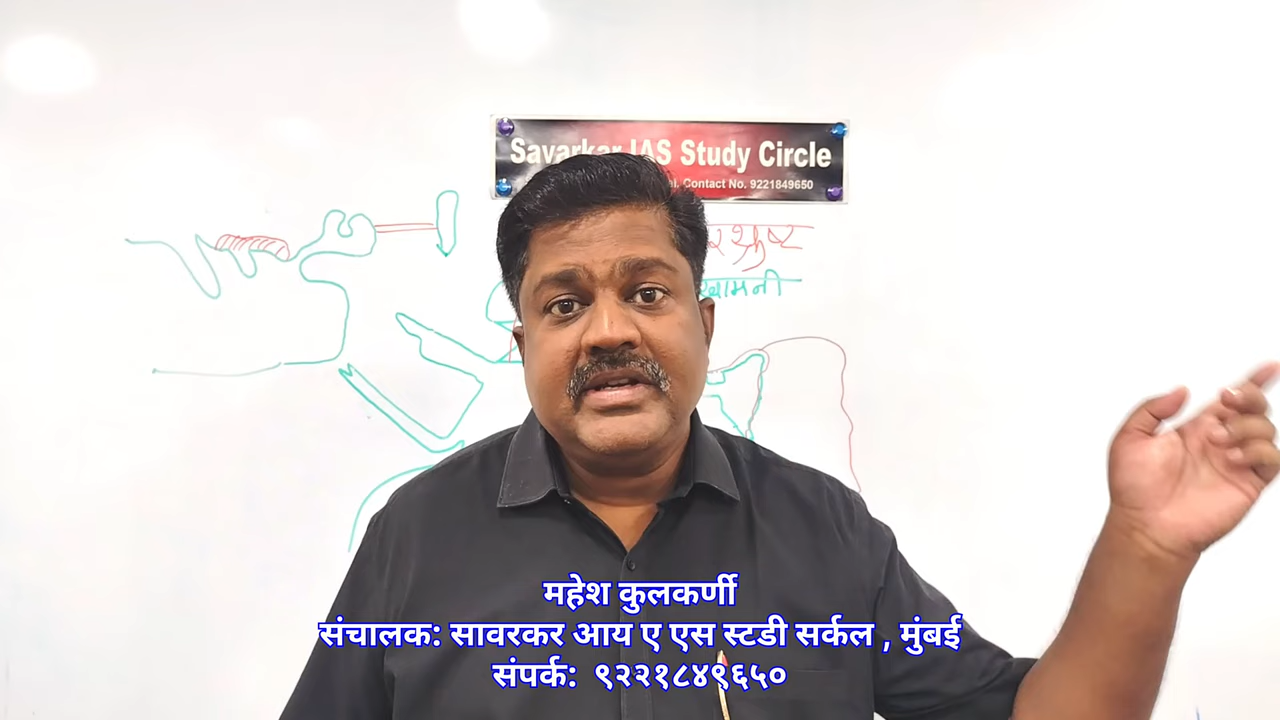 Savarkar IAS Study Circle
Contact No. 9221849650
महेश कुलकर्णी
संचालक: सावरकर आय ए एस स्टडी सर्कल , मुंबई
संपर्क: ९२२१८४९६५०